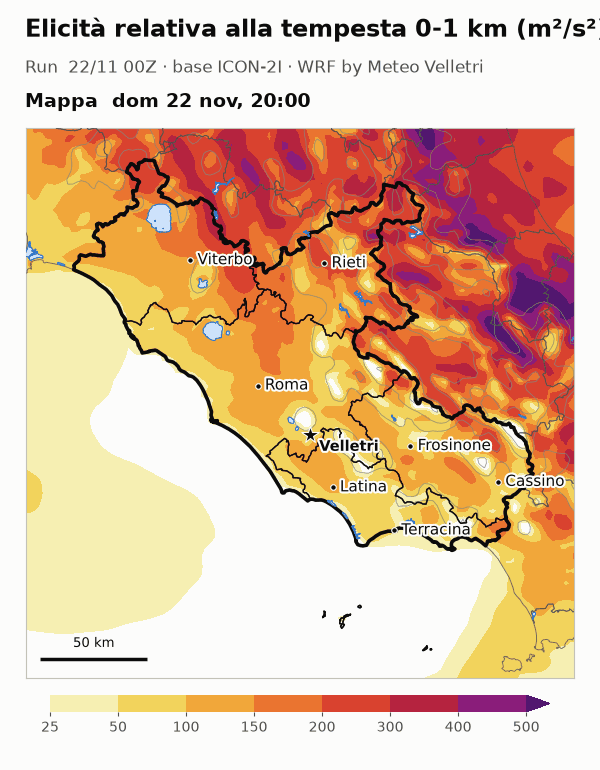 Elicità relativa alla tempesta 0-1 km (m²/s²)
Run 22/11 00Z · base ICON-2I · WRF by Meteo Velletri
Mappa dom 22 nov, 20:00
Viterbo
Rieti
Roma
Velletri
Frosinone
Latina
Cassino
Terracina
50 km
25 50 100 150 200 300 400 500